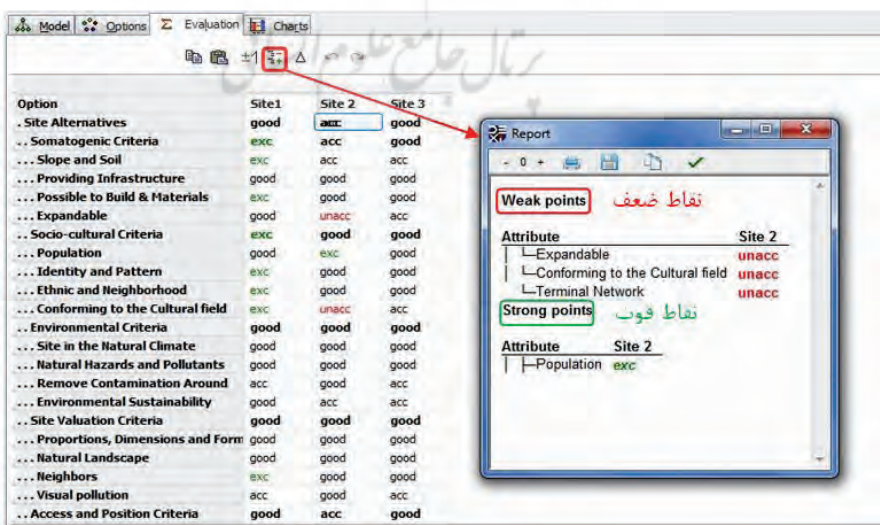 Model Options Σ Evaluation Charts
پرتال جامع علوم انسانی
±1 Δ
Option Site1 Site 2 Site 3
. Site Alternatives good acc good
.. Somatogenic Criteria exc acc good
... Slope and Soil exc acc acc
... Providing Infrastructure good good good
... Possible to Build & Materials exc good good
... Expandable good unacc acc
.. Socio-cultural Criteria exc good good
... Population good exc good
... Identity and Pattern exc good good
... Ethnic and Neighborhood exc good good
... Conforming to the Cultural field exc unacc acc
.. Environmental Criteria good good good
... Site in the Natural Climate good good good
... Natural Hazards and Pollutants good good good
... Remove Contamination Around acc good acc
... Environmental Sustainability good acc acc
.. Site Valuation Criteria good good good
... Proportions, Dimensions and Form good good good
... Natural Landscape good good good
... Neighbors exc good good
... Visual pollution acc good acc
.. Access and Position Criteria good acc good
Report
- 0 +
Weak points نقاط ضعف
Attribute Site 2
Expandable unacc
Conforming to the Cultural field unacc
Terminal Network unacc
Strong points نقاط قوت
Attribute Site 2
Population exc